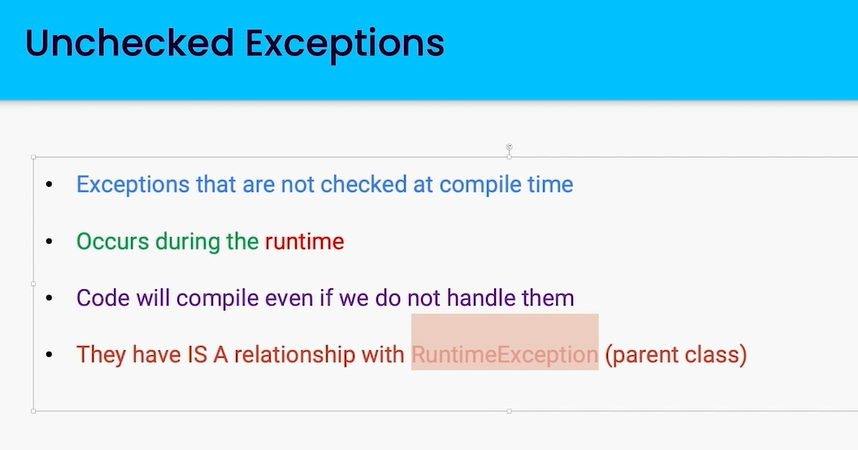 Unchecked Exceptions
• Exceptions that are not checked at compile time
• Occurs during the runtime
• Code will compile even if we do not handle them
• They have IS A relationship with RuntimeException (parent class)